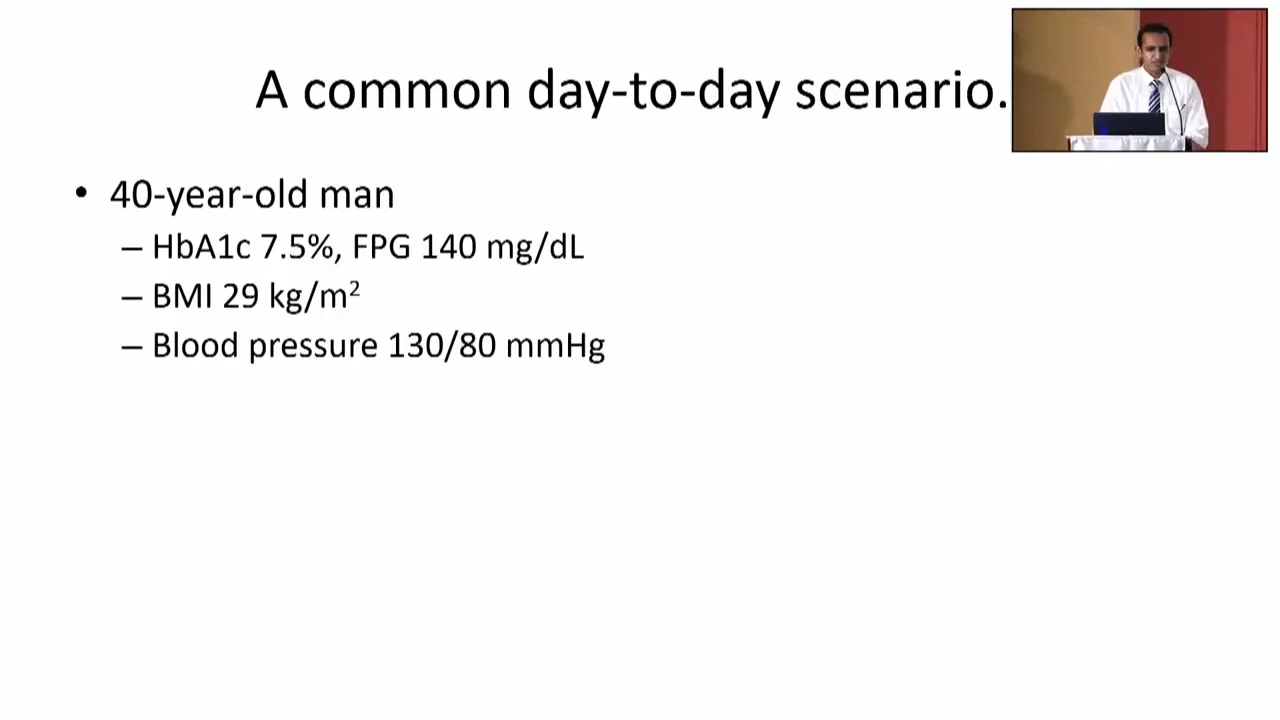 A common day-to-day scenario.
• 40-year-old man
– HbA1c 7.5%, FPG 140 mg/dL
– BMI 29 kg/m²
– Blood pressure 130/80 mmHg